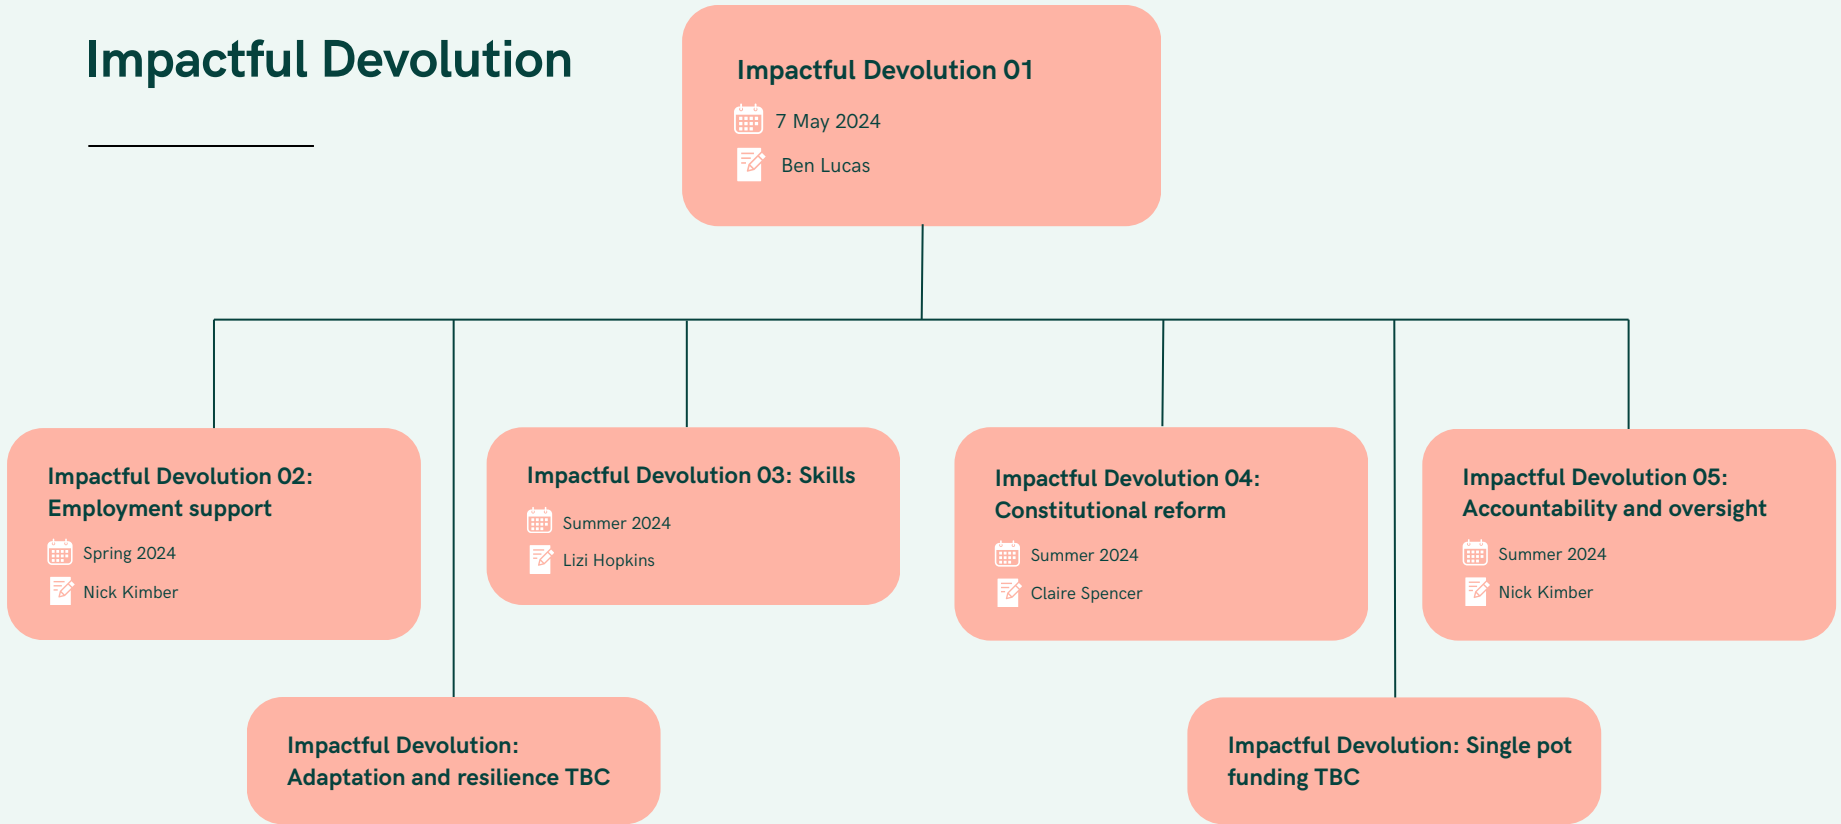 Impactful Devolution
Impactful Devolution 01
7 May 2024
Ben Lucas
Impactful Devolution 02:
Employment support
Spring 2024
Nick Kimber
Impactful Devolution 03: Skills
Summer 2024
Lizi Hopkins
Impactful Devolution 04:
Constitutional reform
Summer 2024
Claire Spencer
Impactful Devolution 05:
Accountability and oversight
Summer 2024
Nick Kimber
Impactful Devolution:
Adaptation and resilience TBC
Impactful Devolution: Single pot
funding TBC